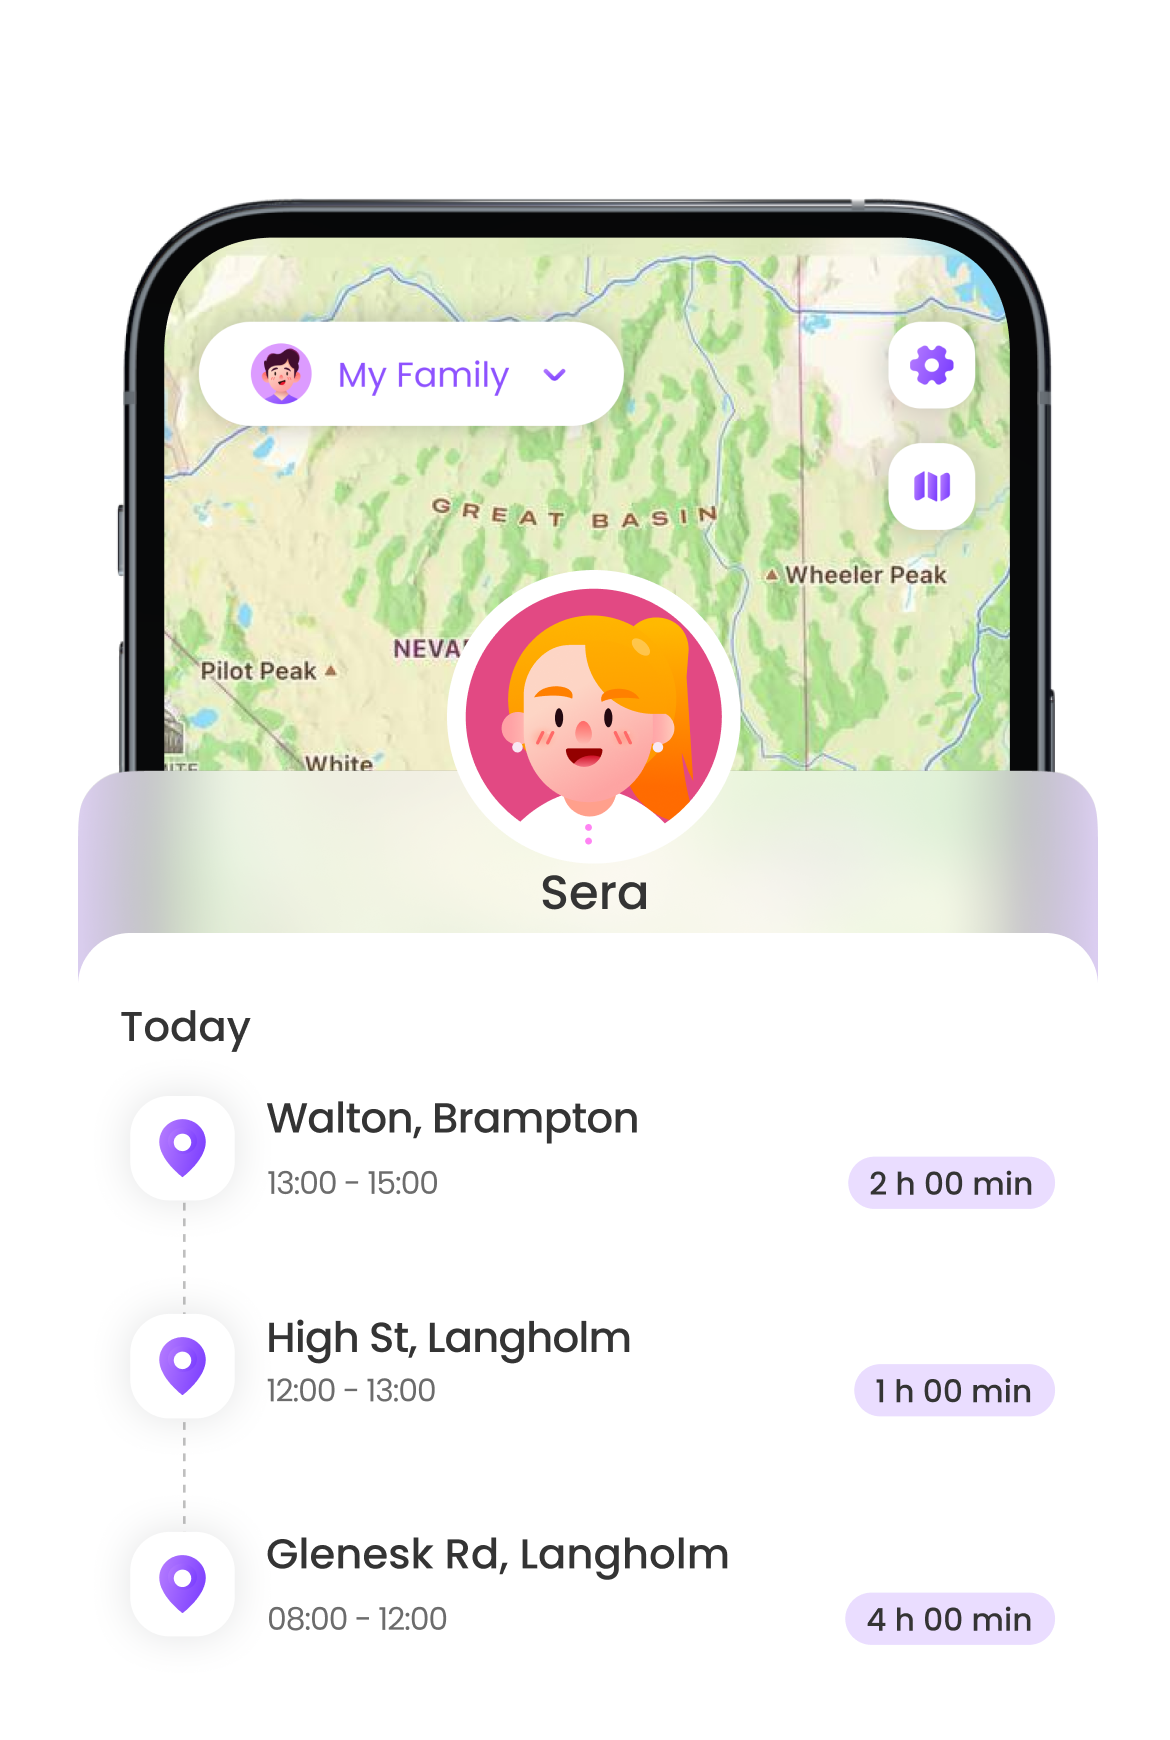 My Family
GREAT BASIN
Wheeler Peak
Pilot Peak
White
Sera
Today
Walton, Brampton
13:00 - 15:00
2 h 00 min
High St, Langholm
12:00 - 13:00
1 h 00 min
Glenesk Rd, Langholm
08:00 - 12:00
4 h 00 min